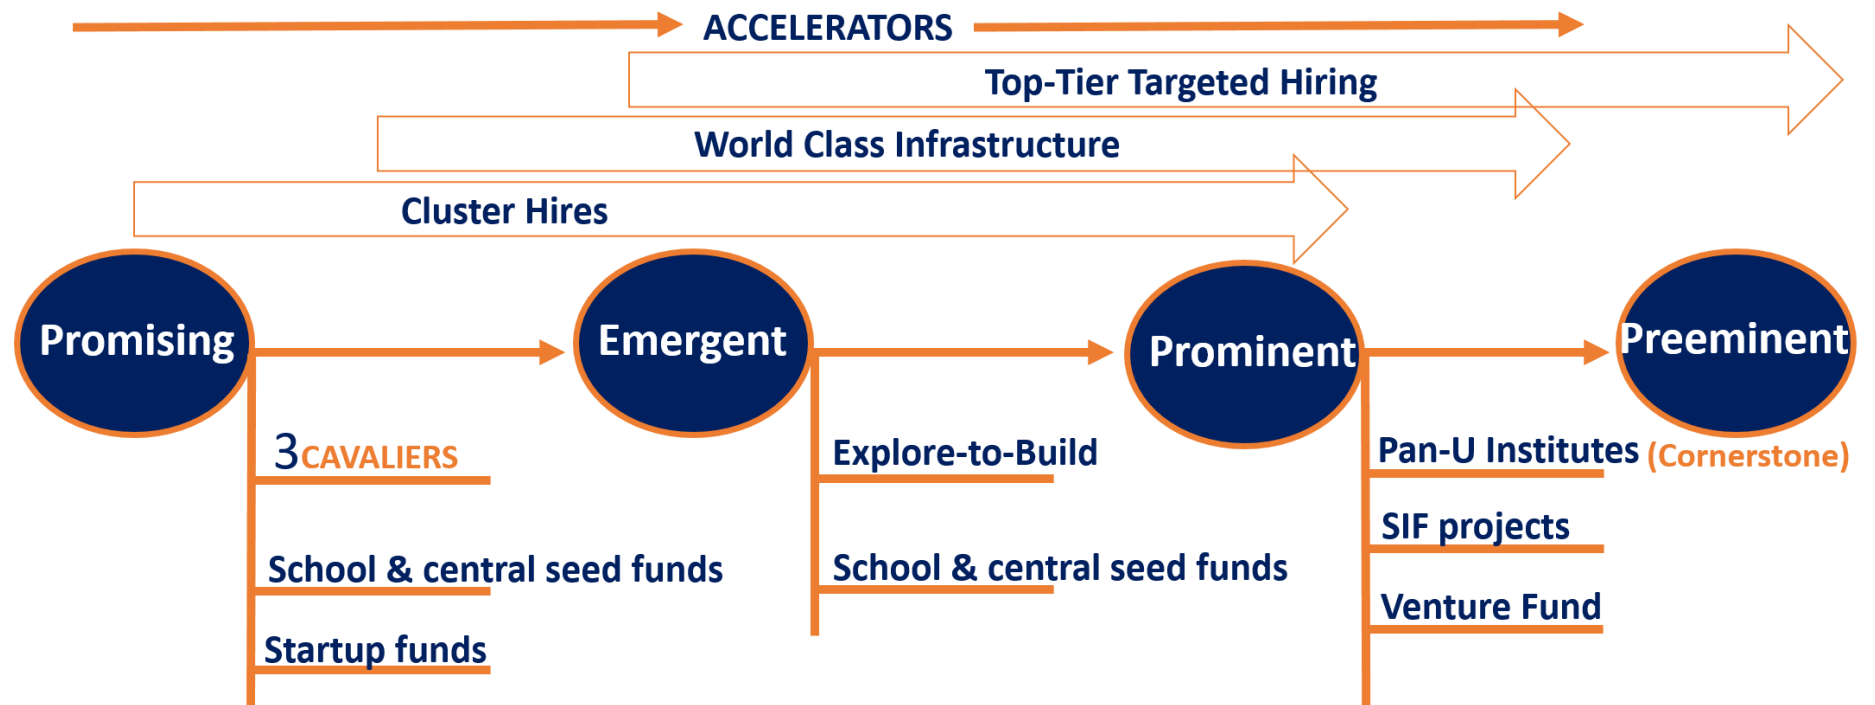 ACCELERATORS
Top-Tier Targeted Hiring
World Class Infrastructure
Cluster Hires
Promising
Emergent
Prominent
Preeminent
3CAVALIERS
School & central seed funds
Startup funds
Explore-to-Build
School & central seed funds
Pan-U Institutes
SIF projects
Venture Fund
(Cornerstone)